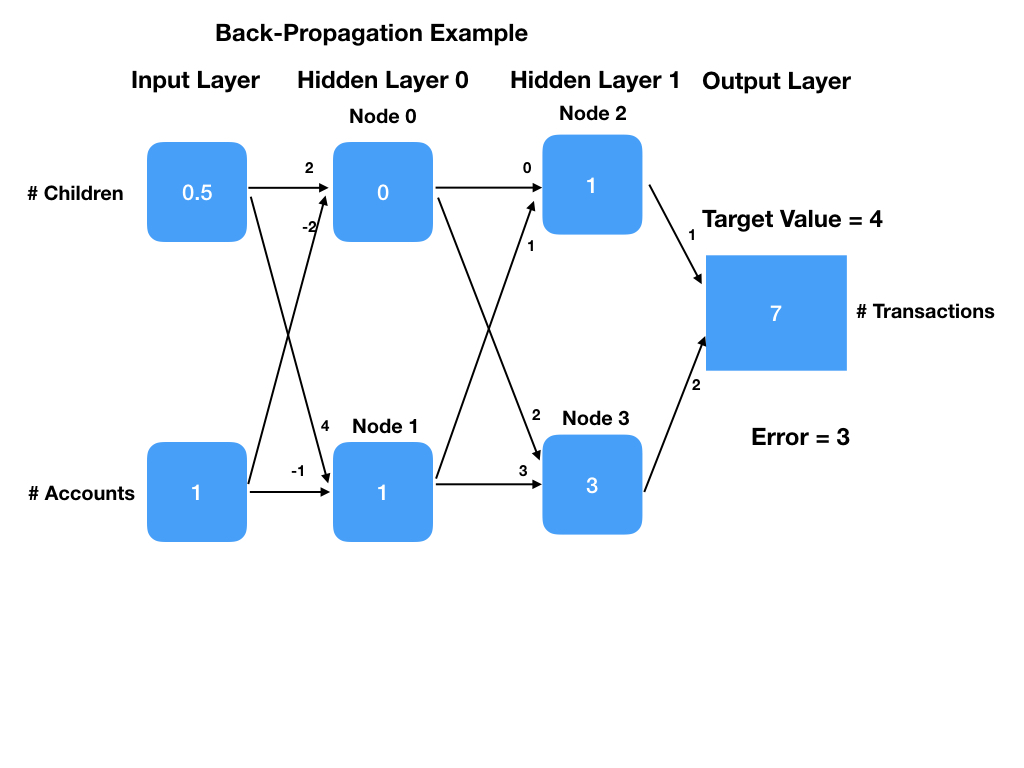 Back-Propagation Example
Input Layer Hidden Layer 0 Hidden Layer 1 Output Layer
Node 0 Node 2
# Children 0.5 2 0 0 1
-2 1 1 Target Value = 4
7 # Transactions
4 Node 1 2 Node 3 2
Error = 3
# Accounts 1 -1 1 3 3